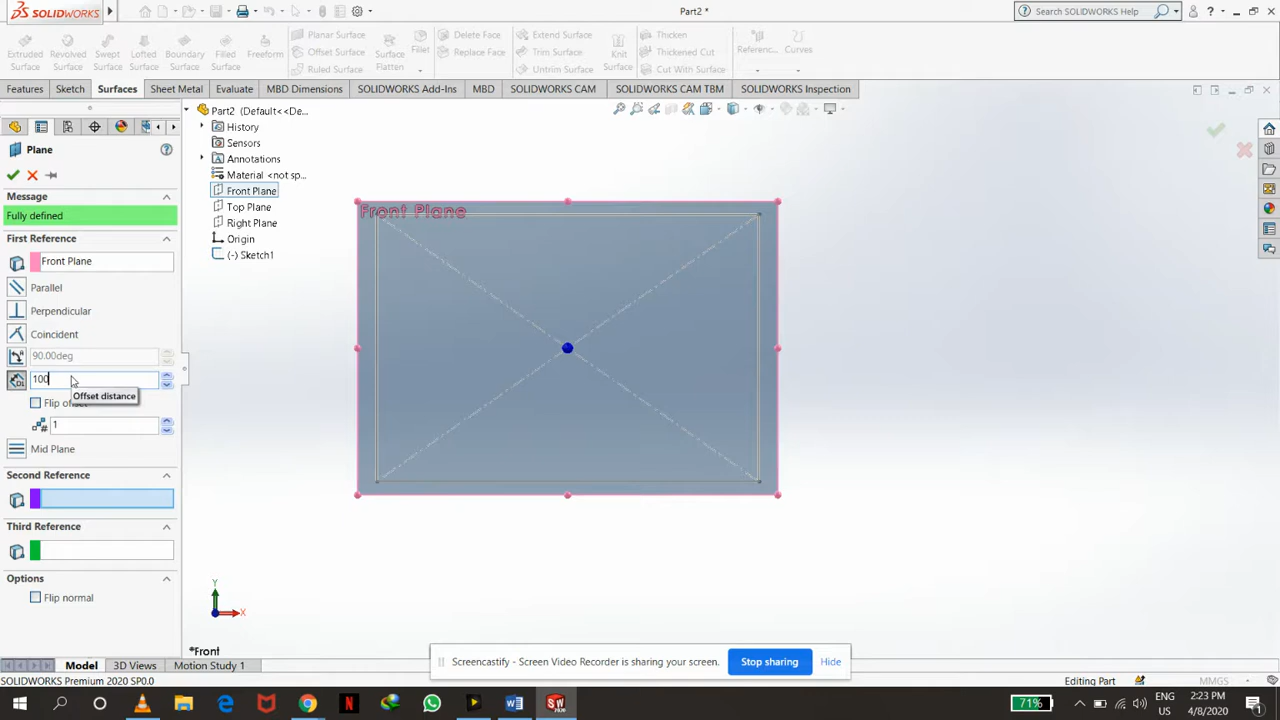 SOLIDWORKS
Part2 *
Search SOLIDWORKS Help
Extruded Surface
Revolved Surface
Swept Surface
Lofted Surface
Boundary Surface
Filled Surface
Freeform
Planar Surface
Offset Surface
Ruled Surface
Surface Flatten
Fillet
Delete Face
Replace Face
Extend Surface
Trim Surface
Untrim Surface
Knit Surface
Thicken
Thickened Cut
Cut With Surface
Referenc...
Curves
Features
Sketch
Surfaces
Sheet Metal
Evaluate
MBD Dimensions
SOLIDWORKS Add-Ins
MBD
SOLIDWORKS CAM
SOLIDWORKS CAM TBM
SOLIDWORKS Inspection
Plane
Message
Fully defined
First Reference
Front Plane
Parallel
Perpendicular
Coincident
90.00deg
100
Offset distance
Flip offs
1
Mid Plane
Second Reference
Third Reference
Options
Flip normal
Part2 (Default<<De...
History
Sensors
Annotations
Material <not sp...
Front Plane
Top Plane
Right Plane
Origin
(-) Sketch1
Front Plane
Y
X
*Front
Model
3D Views
Motion Study 1
Screencastify - Screen Video Recorder is sharing your screen.
Stop sharing
Hide
SOLIDWORKS Premium 2020 SP0.0
Editing Part
MMGS
71%
ENG
US
2:23 PM
4/8/2020